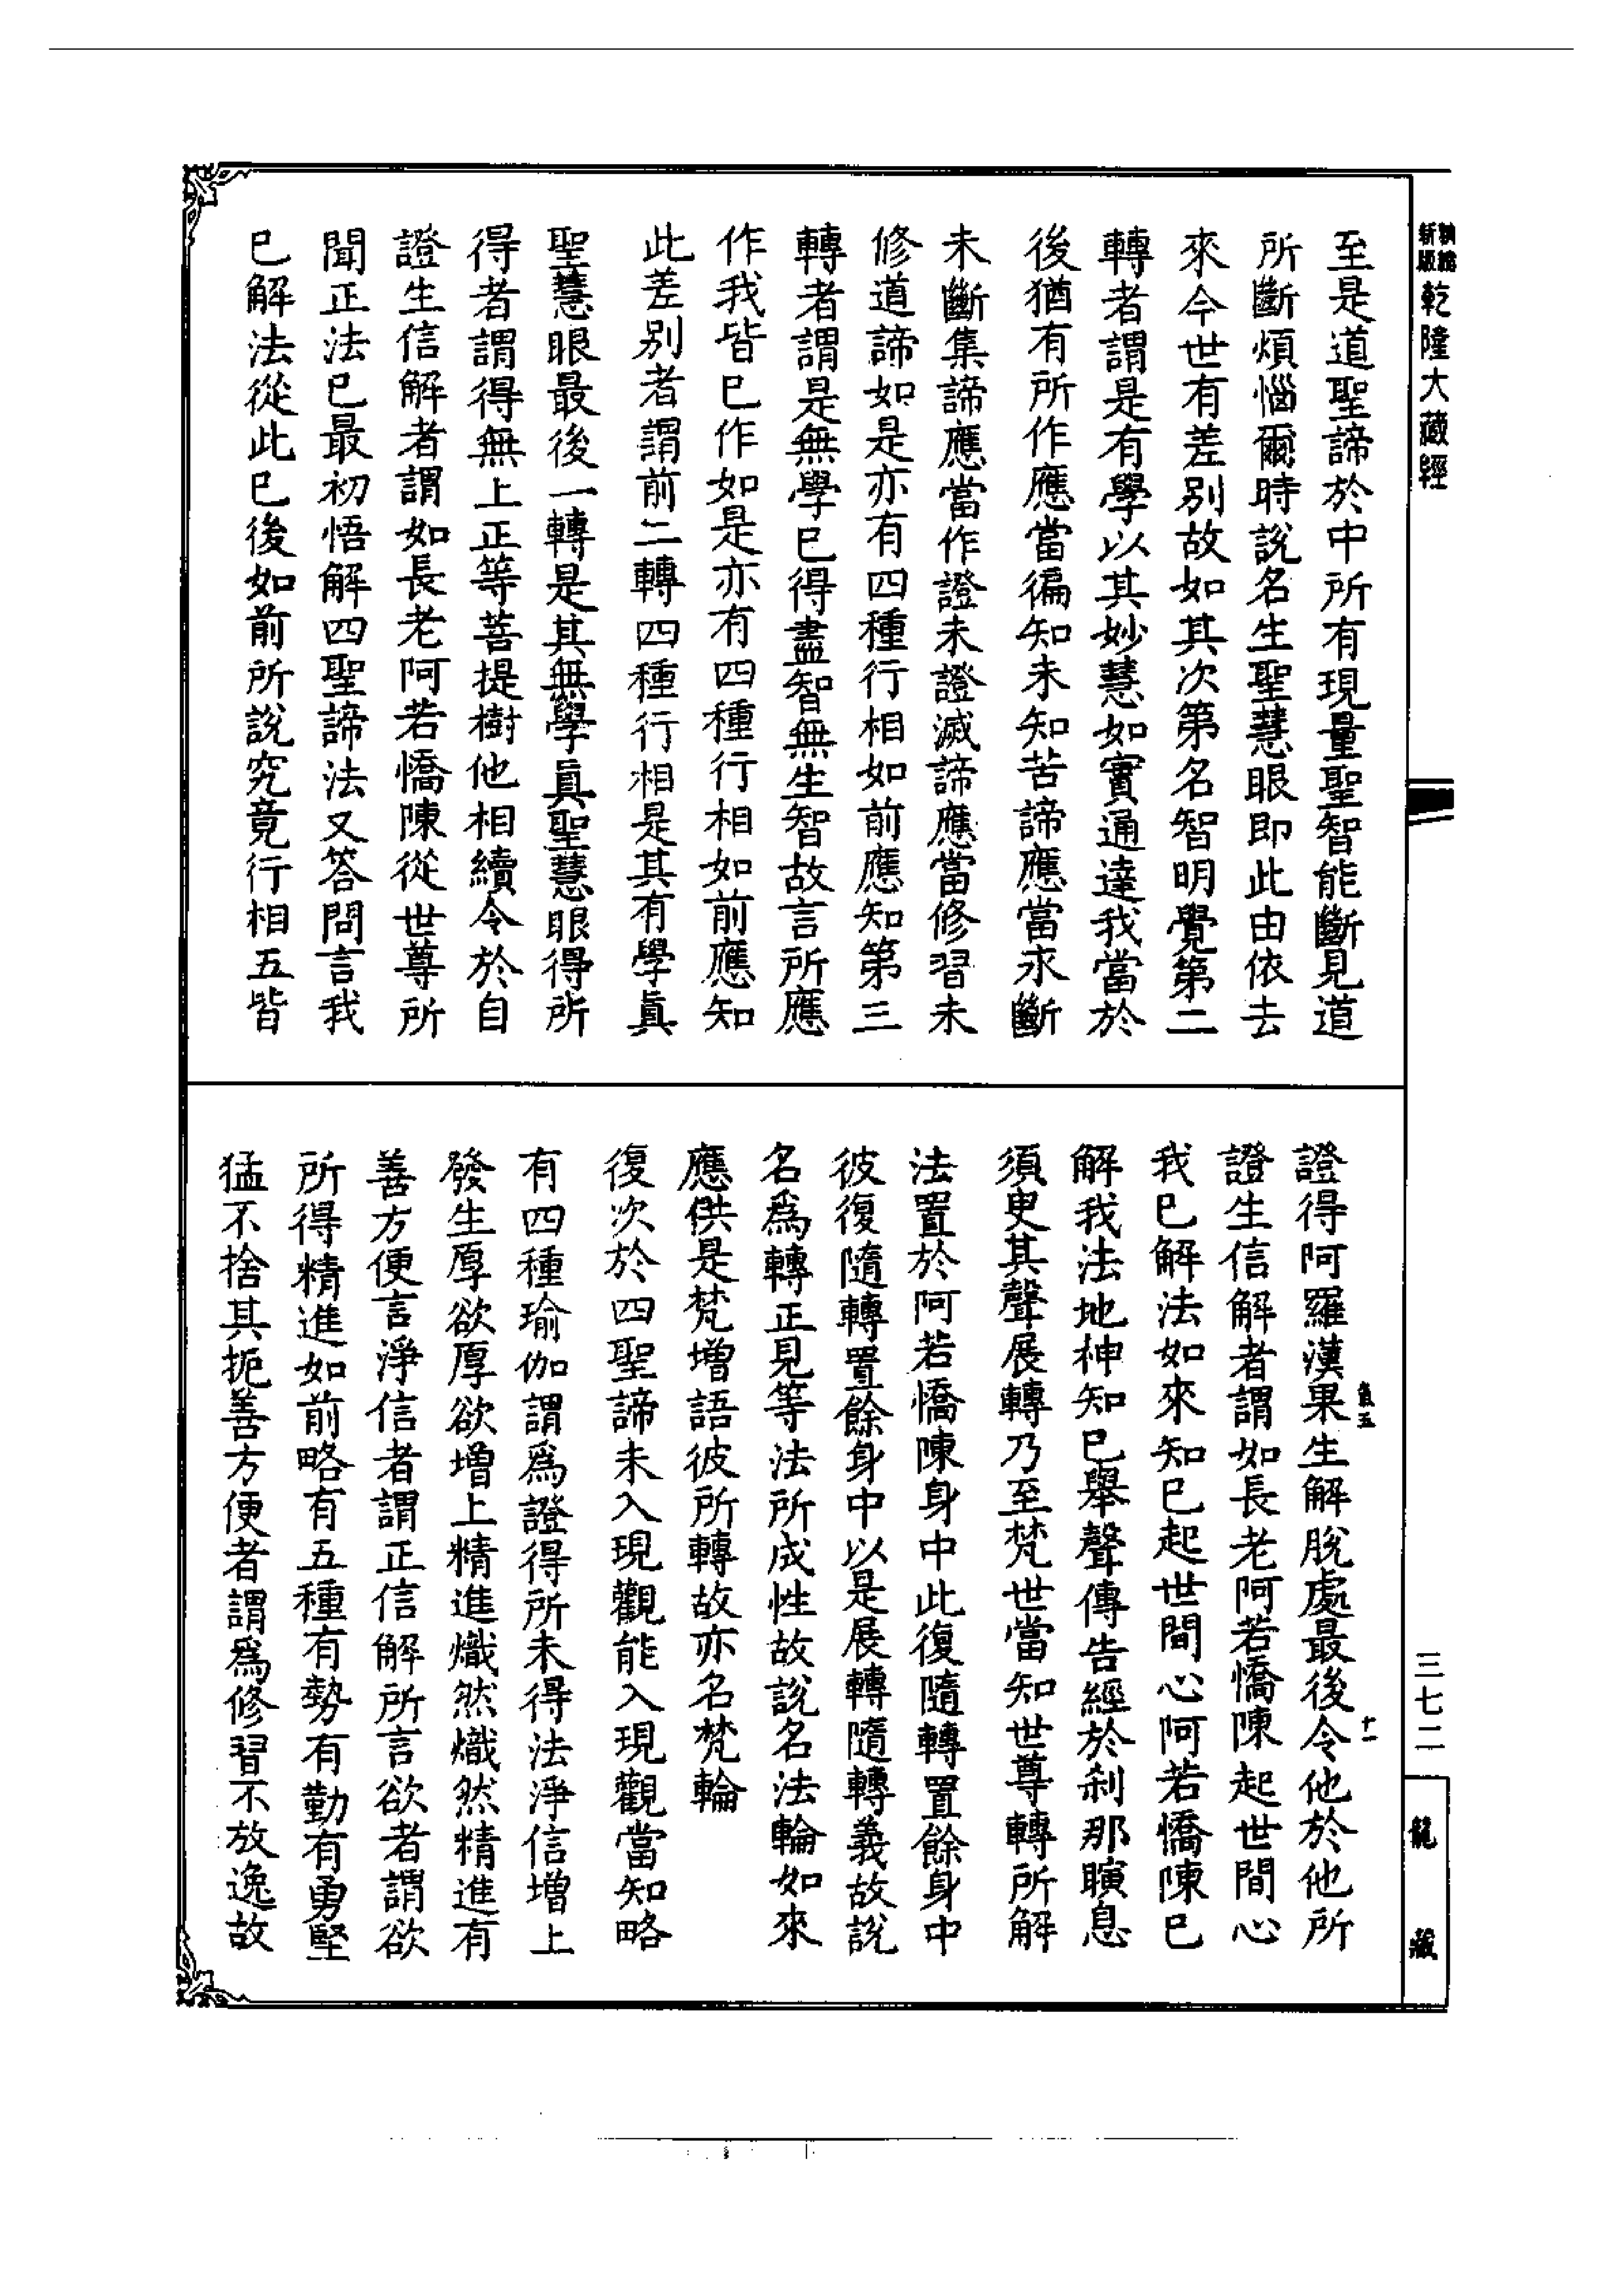 新版
乾隆大藏經
至是道聖諦於中所有現量聖智能斷見道
所斷煩惱爾時說名生聖慧眼即此由依去
來今世有差別故如其次第名智明覺第二
轉者謂是有學以其妙慧如實通達我當於
後猶有所作應當徧知未知苦諦應當永斷
未斷集諦應當作證未證滅諦應當修習未
修道諦如是亦有四種行相如前應知第三
轉者謂是無學已得盡智無生智故言所應
作我皆已作如是亦有四種行相如前應知
此差別者謂前二轉四種行相是其有學真
聖慧眼最後一轉是其無學真聖慧眼得所
得者謂得無上正等菩提樹他相續令於自
證生信解者謂如長老阿若憍陳從世尊所
聞正法已最初悟解四聖諦法又答問言我
已解法從此已後如前所說究竟行相五皆
證得阿羅漢果生解脫處最後令他於他所
證生信解者謂如長老阿若憍陳起世間心
我已解法如來知已起世間心阿若憍陳已
解我法地神知已舉聲傳告經於剎那瞚息
須臾其聲展轉乃至梵世當知世尊轉所解
法置於阿若憍陳身中此復隨轉置餘身中
彼復隨轉置餘身中以是展轉隨轉義故說
名爲轉正見等法所成性故說名法輪如來
應供是梵增語彼所轉故亦名梵輪
復次於四聖諦未入現觀能入現觀當知略
有四種瑜伽謂爲證得所未得法淨信增上
發生厚欲厚欲增上精進熾然熾然精進有
善方便言淨信者謂正信解所言欲者謂欲
所得精進如前略有五種有勢有勤有勇堅
猛不捨其扼善方便者謂爲修習不放逸故
十一
三七二
龍藏